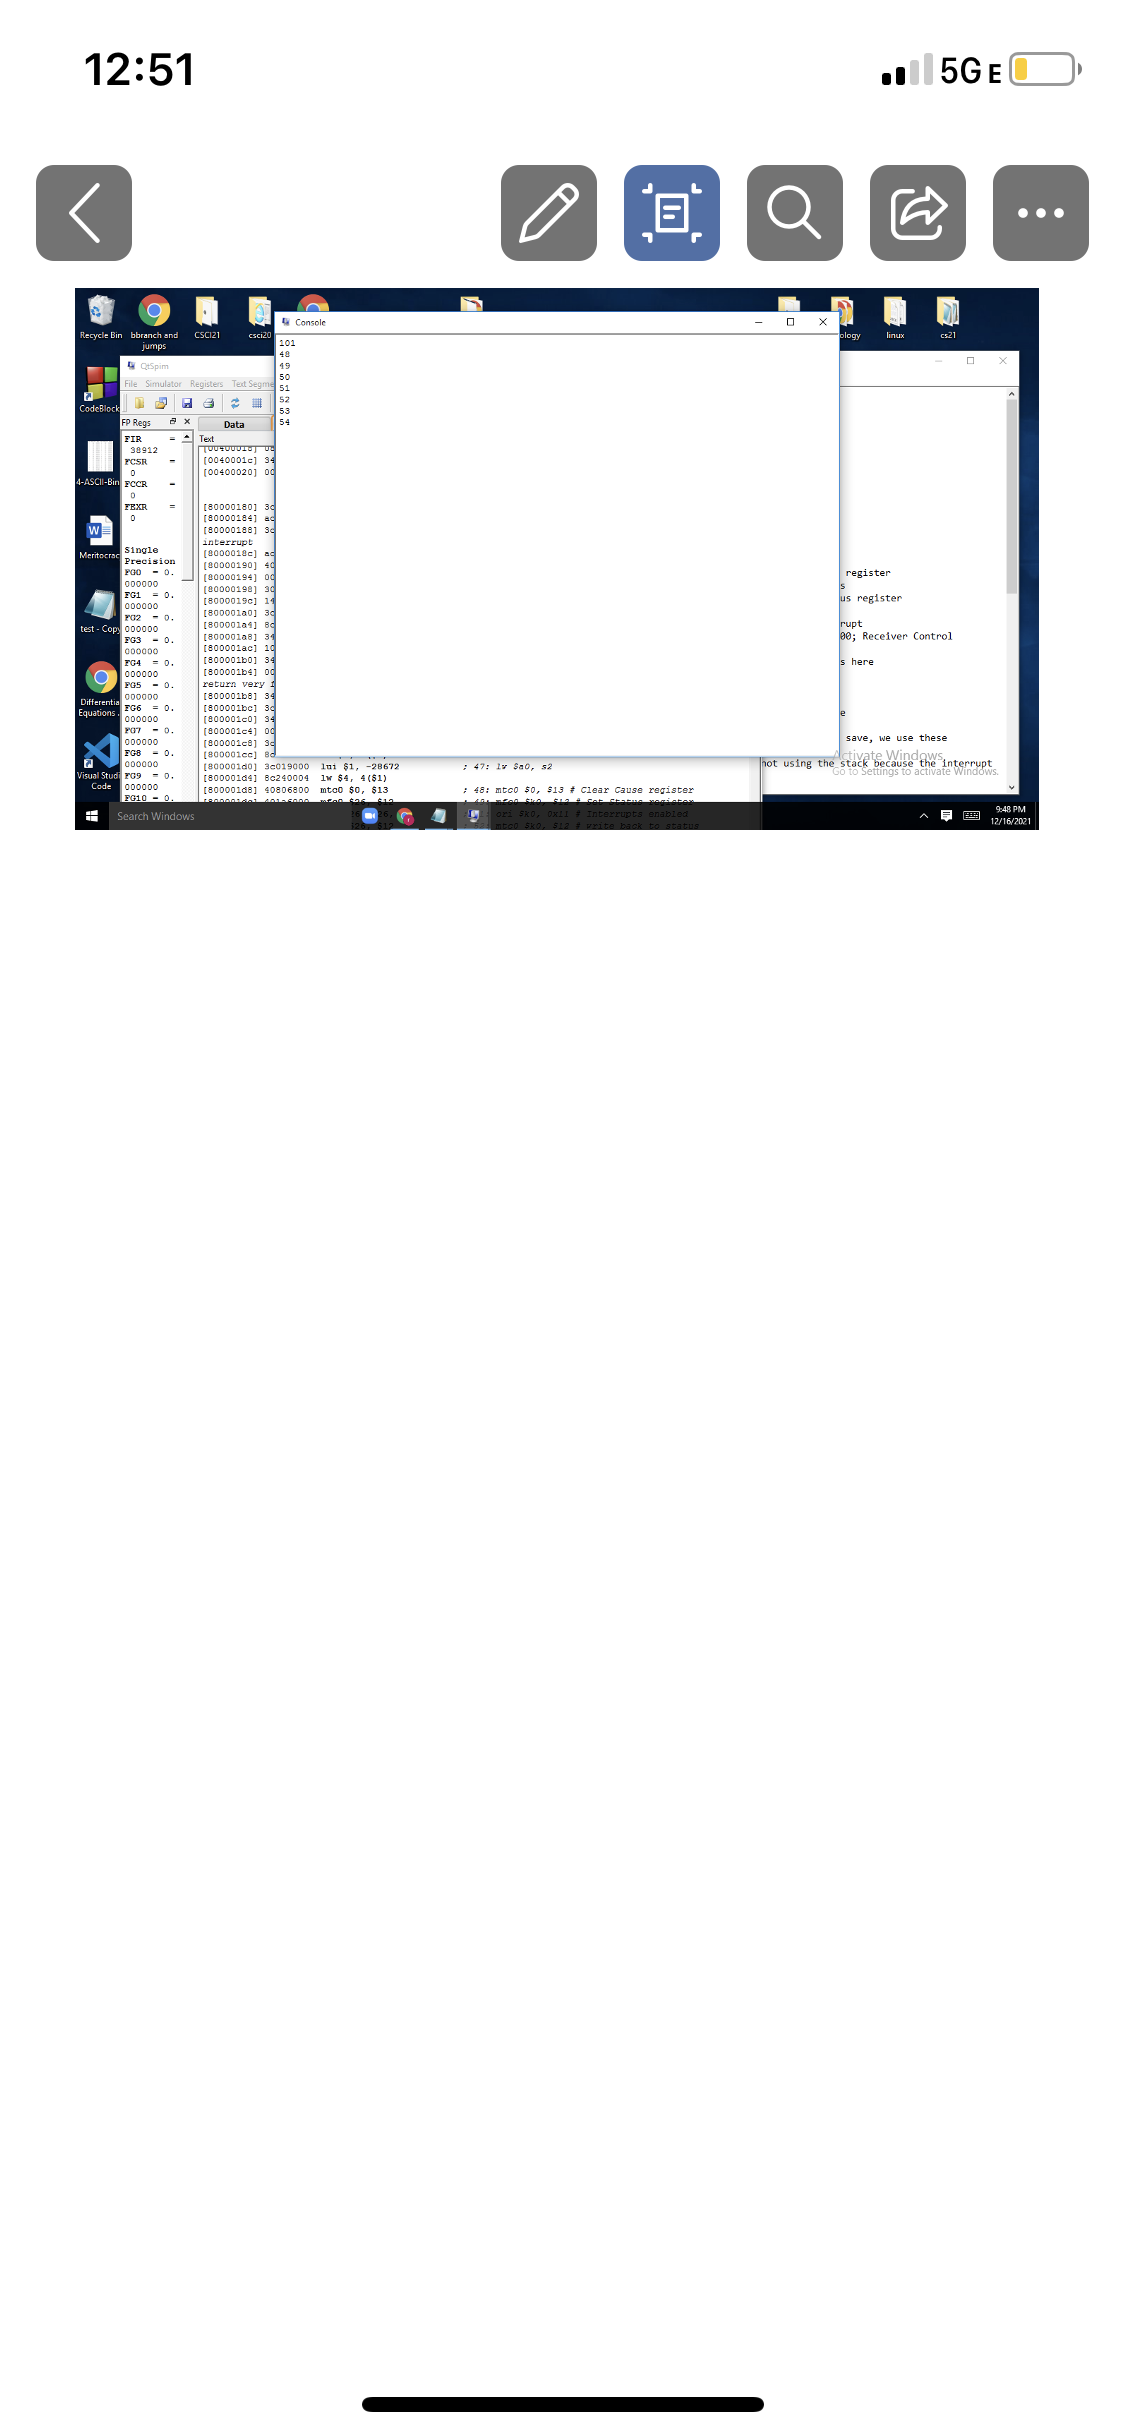 12:51
5G E
Recycle Bin
bbranch and
jumps
CSCI21
csci20
ology
linux
cs21
CodeBlock
4-ASCII-Bin
Meritocrac
test - Copy
Differentia
Equations
Visual Studi
Code
Console
101
48
49
50
51
52
53
54
QtSpim
File Simulator Registers Text Segme
FP Regs
Data
Text
FIR =
38912
FCSR =
0
FCCR =
0
FEXR =
0
Single
Precision
FG0 = 0.
000000
FG1 = 0.
000000
FG2 = 0.
000000
FG3 = 0.
000000
FG4 = 0.
000000
FG5 = 0.
000000
FG6 = 0.
000000
FG7 = 0.
000000
FG8 = 0.
000000
FG9 = 0.
000000
FG10 = 0.
[0040001c] 34
[00400020] 00
[80000180] 3c
[80000184] ac
[80000188] 3c
interrupt
[8000018c] ac
[80000190] 40
[80000194] 00
[80000198] 30
[8000019c] 14
[800001a0] 3c
[800001a4] 8c
[800001a8] 34
[800001ac] 10
[800001b0] 34
[800001b4] 00
return very
[800001b8] 34
[800001bc] 3c
[800001c0] 34
[800001c4] 00
[800001c8] 3c
[800001cc] 8c
[800001d0] 3c019000 lui $1, -28672 ; 47: lw $a0, s2
[800001d4] 8c240004 lw $4, 4($1)
[800001d8] 40806800 mtc0 $0, $13 ; 48: mtc0 $0, $13 # Clear Cause register
register
s
us register
rupt
00; Receiver Control
s here
e
save, we use these
not using the stack because the interrupt
Activate Windows
Go to Settings to activate Windows.
Search Windows
9:48 PM
12/16/2021